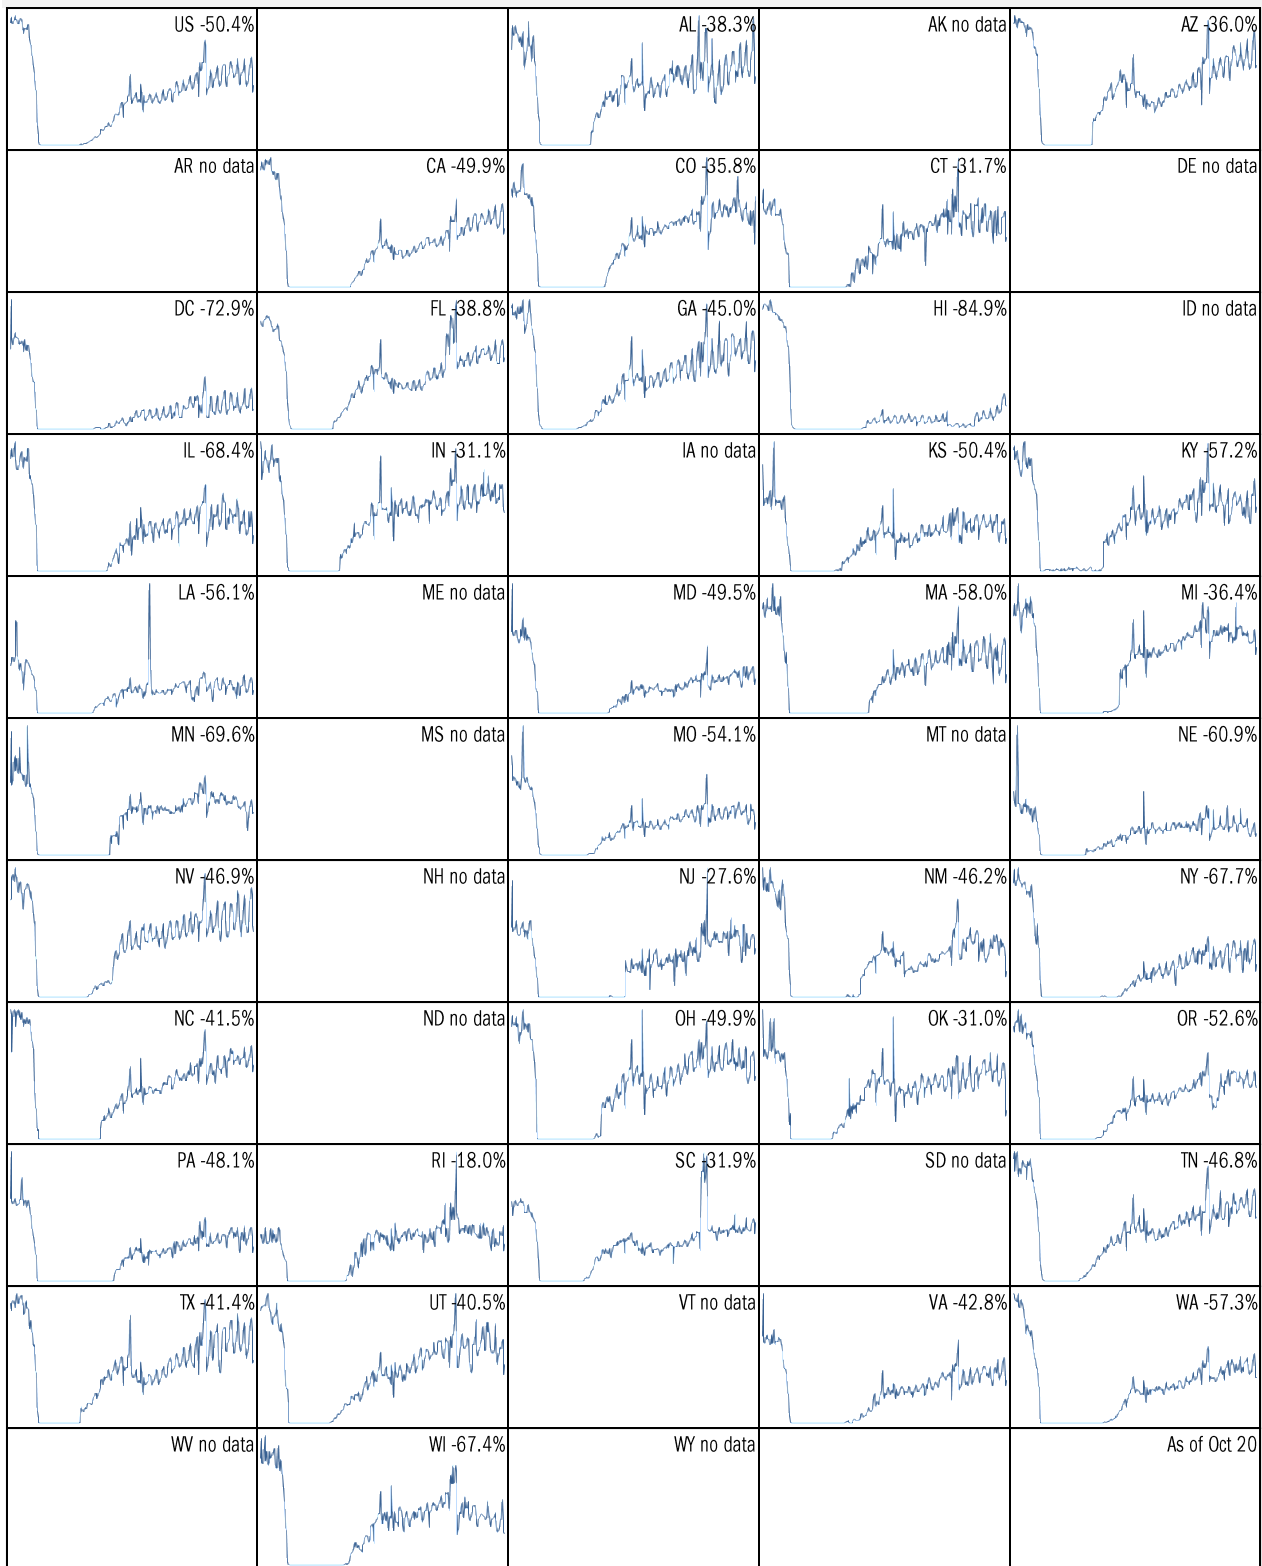 US -50.4%
AL -38.3%
AK no data
AZ -36.0%
AR no data
CA -49.9%
CO -35.8%
CT -31.7%
DE no data
DC -72.9%
FL -38.8%
GA -45.0%
HI -84.9%
ID no data
IL -68.4%
IN -31.1%
IA no data
KS -50.4%
KY -57.2%
LA -56.1%
ME no data
MD -49.5%
MA -58.0%
MI -36.4%
MN -69.6%
MS no data
MO -54.1%
MT no data
NE -60.9%
NV -46.9%
NH no data
NJ -27.6%
NM -46.2%
NY -67.7%
NC -41.5%
ND no data
OH -49.9%
OK -31.0%
OR -52.6%
PA -48.1%
RI -18.0%
SC -31.9%
SD no data
TN -46.8%
TX -41.4%
UT -40.5%
VT no data
VA -42.8%
WA -57.3%
WV no data
WI -67.4%
WY no data
As of Oct 20